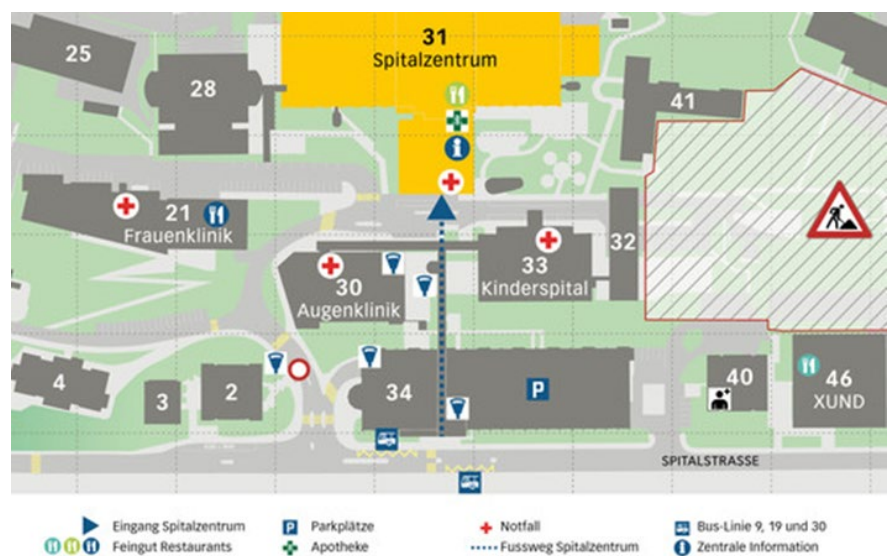 31
Spitalzentrum
25
28
41
21
Frauenklinik
30
Augenklinik
33
Kinderspital
32
4
3
2
34
P
40
46
XUND
SPITALSTRASSE
Eingang Spitalzentrum
P Parkplätze
Notfall
Bus-Linie 9, 19 und 30
Feingut Restaurants
Apotheke
Fussweg Spitalzentrum
i Zentrale Information